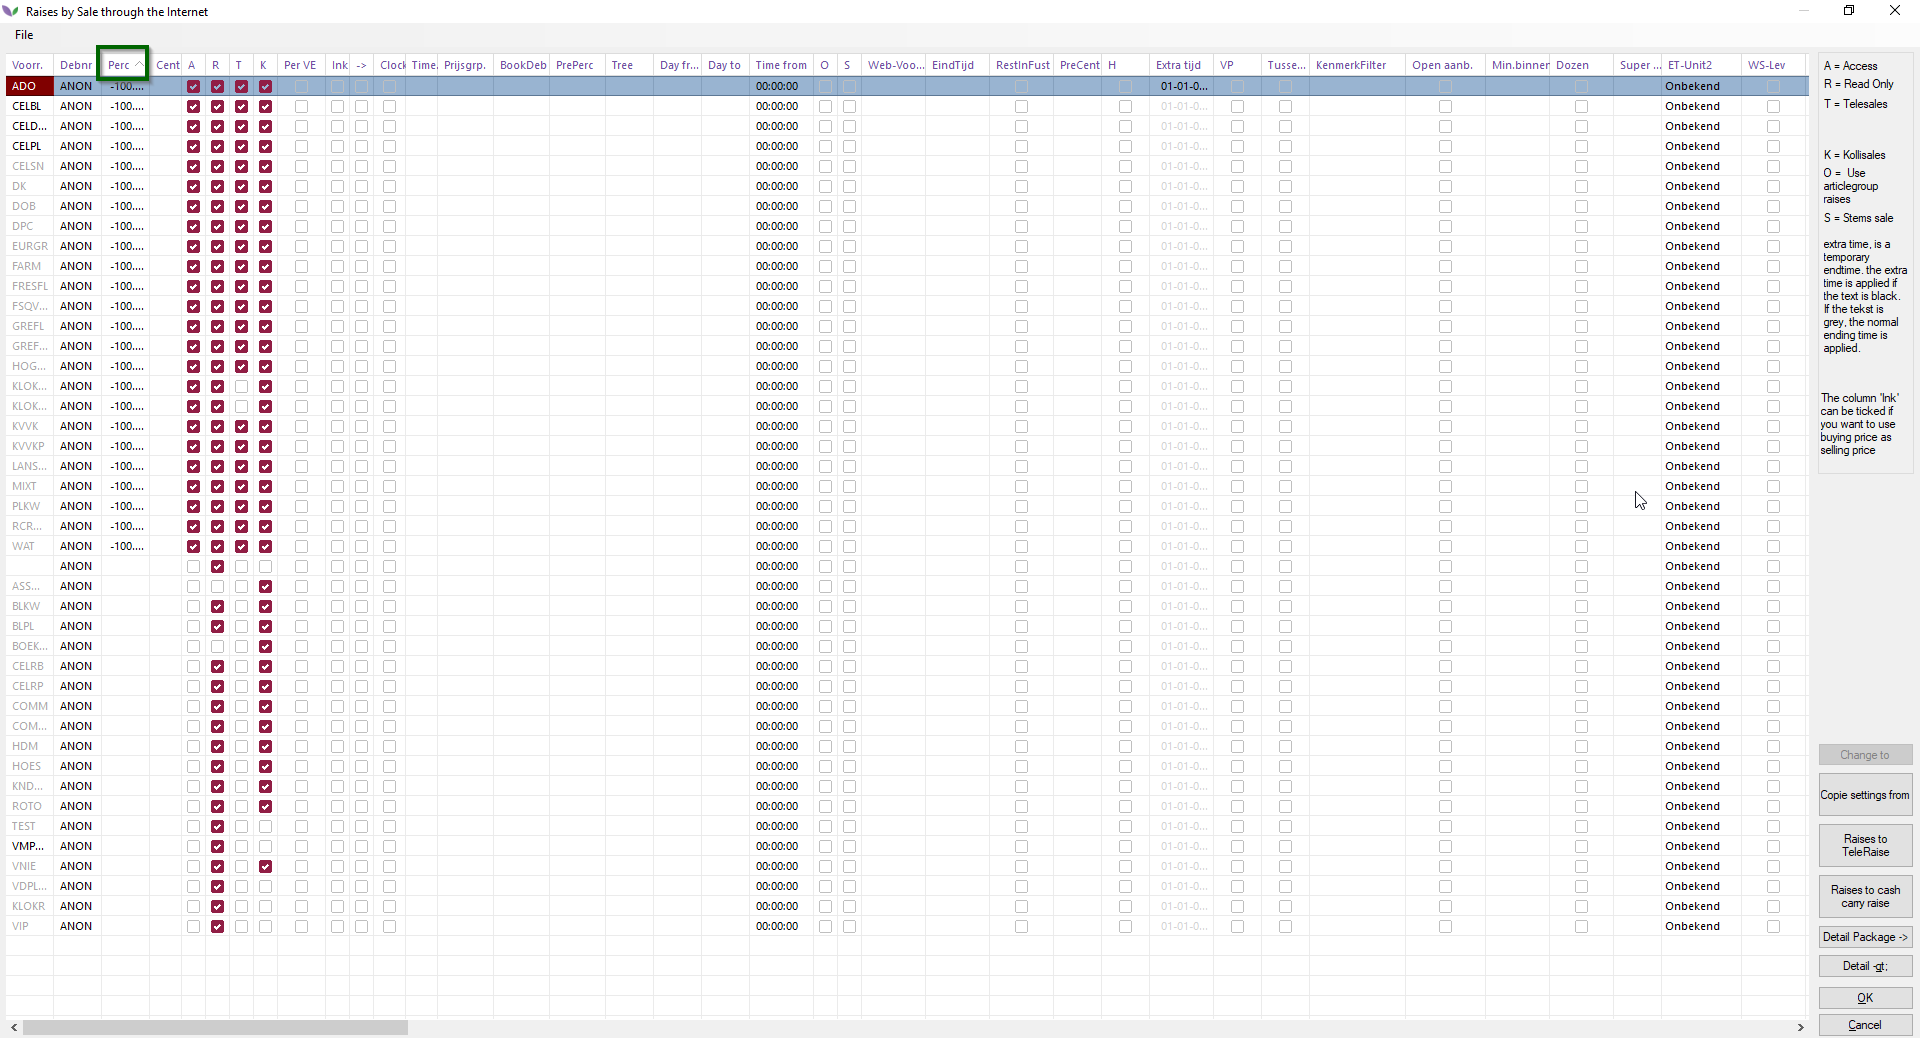 Raises by Sale through the Internet
File
Voorr. Debnr Perc Cent A R T K Per VE Ink -> Clock Time. Prijsgrp. BookDeb PrePerc Tree Day fr... Day to Time from O S Web-Voo... EindTijd RestInFust PreCent H Extra tijd VP Tusse... KenmerkFilter Open aanb. Min.binnen Dozen Super ... ET-Unit2 WS-Lev
ADO ANON -100.... 00:00:00 01-01-0... Onbekend
CELBL ANON -100.... 00:00:00 01-01-0... Onbekend
CELD... ANON -100.... 00:00:00 01-01-0... Onbekend
CELPL ANON -100.... 00:00:00 01-01-0... Onbekend
CELSN ANON -100.... 00:00:00 01-01-0... Onbekend
DK ANON -100.... 00:00:00 01-01-0... Onbekend
DOB ANON -100.... 00:00:00 01-01-0... Onbekend
DPC ANON -100.... 00:00:00 01-01-0... Onbekend
EURGR ANON -100.... 00:00:00 01-01-0... Onbekend
FARM ANON -100.... 00:00:00 01-01-0... Onbekend
FRESFL ANON -100.... 00:00:00 01-01-0... Onbekend
FSQV... ANON -100.... 00:00:00 01-01-0... Onbekend
GREFL ANON -100.... 00:00:00 01-01-0... Onbekend
GREF... ANON -100.... 00:00:00 01-01-0... Onbekend
HOG... ANON -100.... 00:00:00 01-01-0... Onbekend
KLOK... ANON -100.... 00:00:00 01-01-0... Onbekend
KLOK... ANON -100.... 00:00:00 01-01-0... Onbekend
KVVK ANON -100.... 00:00:00 01-01-0... Onbekend
KVVKP ANON -100.... 00:00:00 01-01-0... Onbekend
LANS... ANON -100.... 00:00:00 01-01-0... Onbekend
MIXT ANON -100.... 00:00:00 01-01-0... Onbekend
PLKW ANON -100.... 00:00:00 01-01-0... Onbekend
RCR... ANON -100.... 00:00:00 01-01-0... Onbekend
WAT ANON -100.... 00:00:00 01-01-0... Onbekend
ANON 00:00:00 01-01-0... Onbekend
ASS... ANON 00:00:00 01-01-0... Onbekend
BLKW ANON 00:00:00 01-01-0... Onbekend
BLPL ANON 00:00:00 01-01-0... Onbekend
BOEK... ANON 00:00:00 01-01-0... Onbekend
CELRB ANON 00:00:00 01-01-0... Onbekend
CELRP ANON 00:00:00 01-01-0... Onbekend
COMM ANON 00:00:00 01-01-0... Onbekend
COM... ANON 00:00:00 01-01-0... Onbekend
HDM ANON 00:00:00 01-01-0... Onbekend
HOES ANON 00:00:00 01-01-0... Onbekend
KND... ANON 00:00:00 01-01-0... Onbekend
ROTO ANON 00:00:00 01-01-0... Onbekend
TEST ANON 00:00:00 01-01-0... Onbekend
VMP... ANON 00:00:00 01-01-0... Onbekend
VNIE ANON 00:00:00 01-01-0... Onbekend
VDPL... ANON 00:00:00 01-01-0... Onbekend
KLOKR ANON 00:00:00 01-01-0... Onbekend
VIP ANON 00:00:00 01-01-0... Onbekend
A = Access
R = Read Only
T = Telesales
K = Kollisales
O = Use
articlegroup
raises
S = Stems sale
extra time, is a
temporary
endtime. the extra
time is applied if
the text is black.
If the tekst is
grey, the normal
ending time is
applied.
The column 'Ink'
can be ticked if
you want to use
buying price as
selling price
Change to
Copie settings from
Raises to
TeleRaise
Raises to cash
carry raise
Detail Package ->
Detail -gt;
OK
Cancel